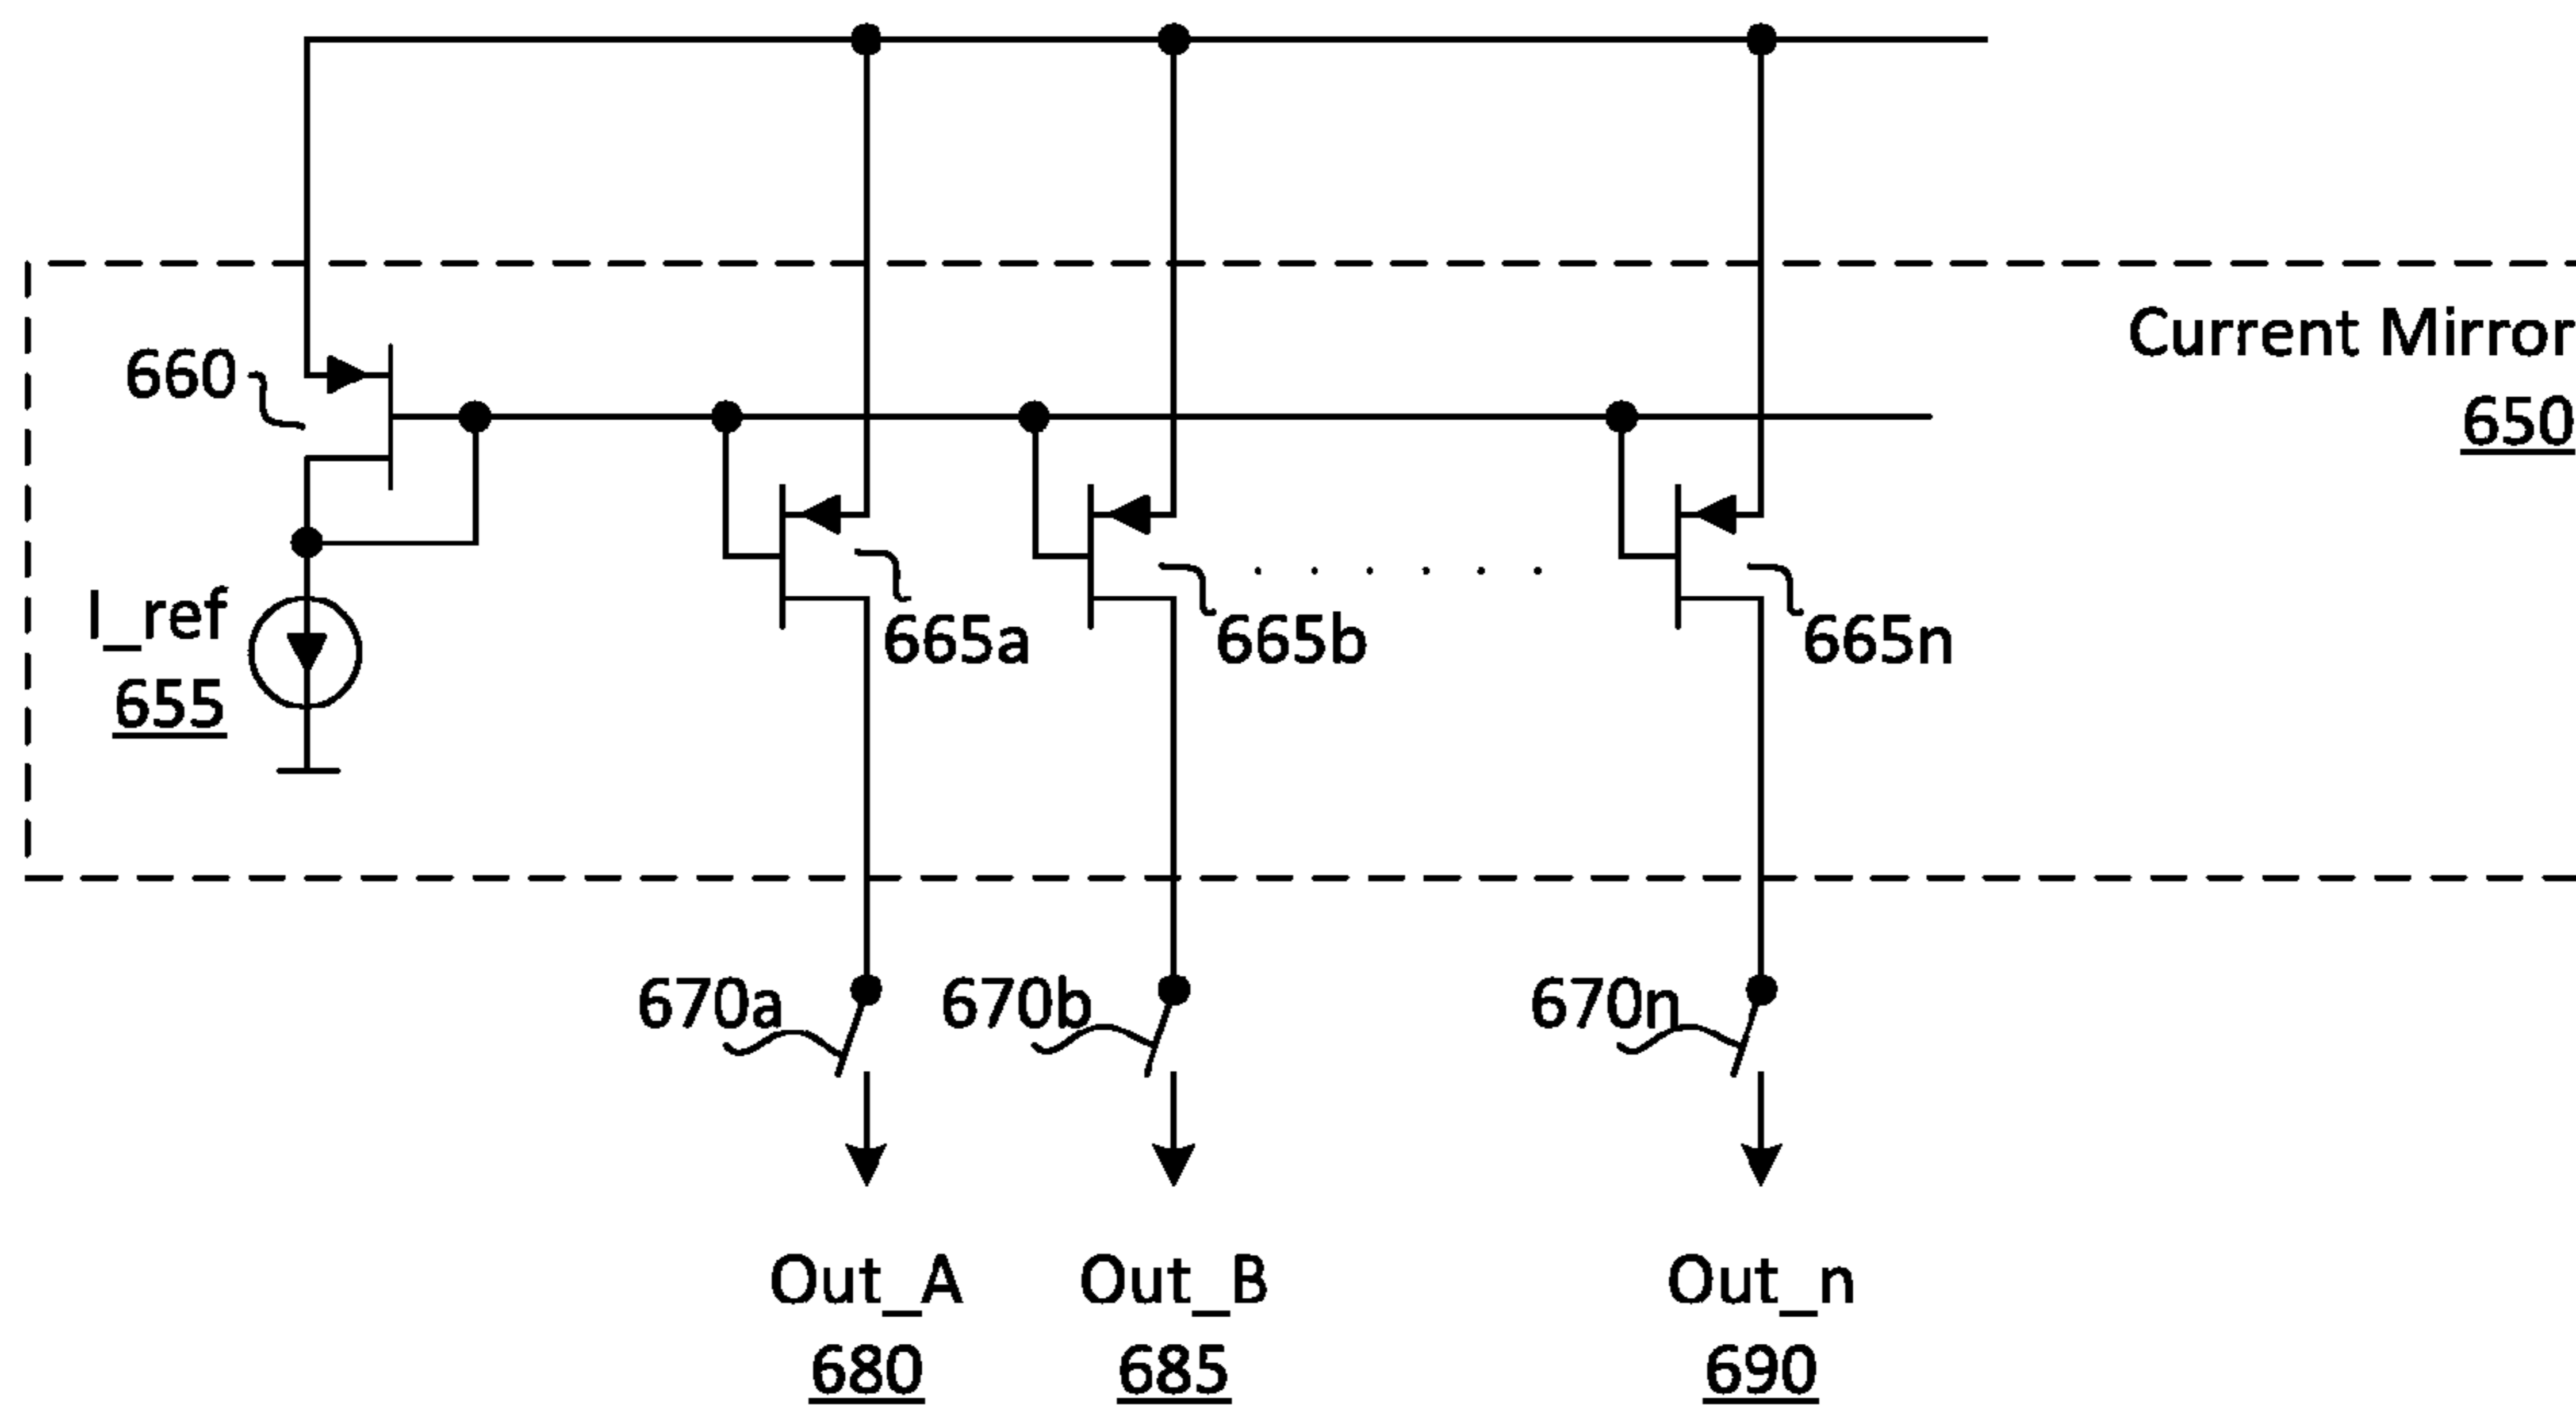 Current Mirror
650
660
I_ref
655
665a
665b
665n
670a
670b
670n
Out_A
680
Out_B
685
Out_n
690